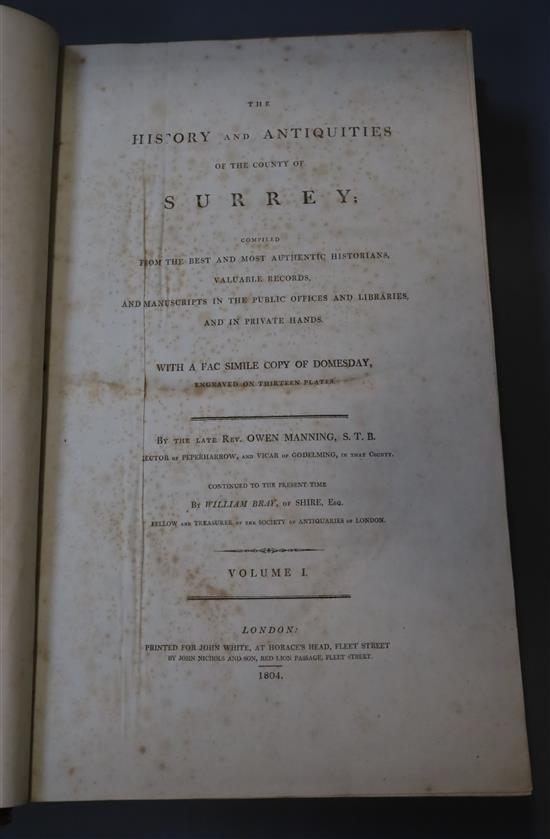 THE
HISTORY AND ANTIQUITIES
OF THE COUNTY OF
SURREY;
COMPILED
FROM THE BEST AND MOST AUTHENTIC HISTORIANS,
VALUABLE RECORDS,
AND MANUSCRIPTS IN THE PUBLIC OFFICES AND LIBRARIES,
AND IN PRIVATE HANDS.
WITH A FAC SIMILE COPY OF DOMESDAY,
ENGRAVED ON THIRTEEN PLATES.
BY THE LATE REV. OWEN MANNING, S. T. B.
RECTOR OF PEPERHARROW, AND VICAR OF GODELMING, IN THAT COUNTY.
CONTINUED TO THE PRESENT TIME
BY WILLIAM BRAY, OF SHIRE, ESQ.
FELLOW AND TREASURER OF THE SOCIETY OF ANTIQUARIES OF LONDON.
VOLUME I.
LONDON:
PRINTED FOR JOHN WHITE, AT HORACE'S HEAD, FLEET STREET
BY JOHN NICHOLS AND SON, RED LION PASSAGE, FLEET STREET.
1804.